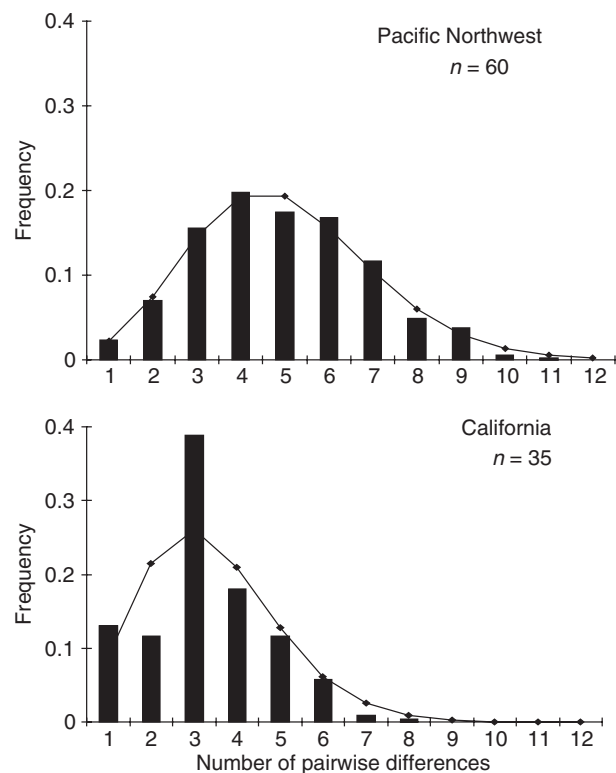 Pacific Northwest
n = 60
Frequency
0.4
0.3
0.2
0.1
0
1 2 3 4 5 6 7 8 9 10 11 12
California
n = 35
Frequency
0.4
0.3
0.2
0.1
0
1 2 3 4 5 6 7 8 9 10 11 12
Number of pairwise differences